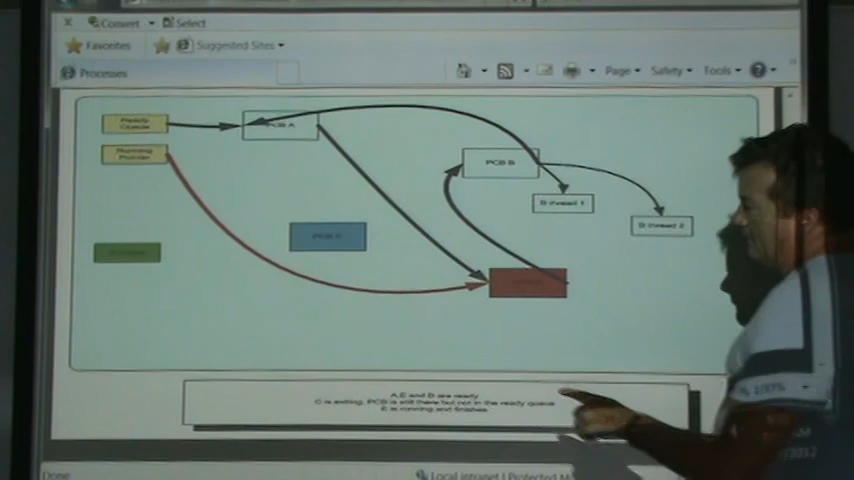 x Convert Select
Favorites Suggested Sites
Processes
Page Safety Tools
Ready
Queue
PCB A
Running
Pointer
PCB B
B thread 1
B thread 2
A,E and B are ready
C is exiting, PCB is still there but not in the ready queue
E is running and finishes
Done
Local intranet | Protected M